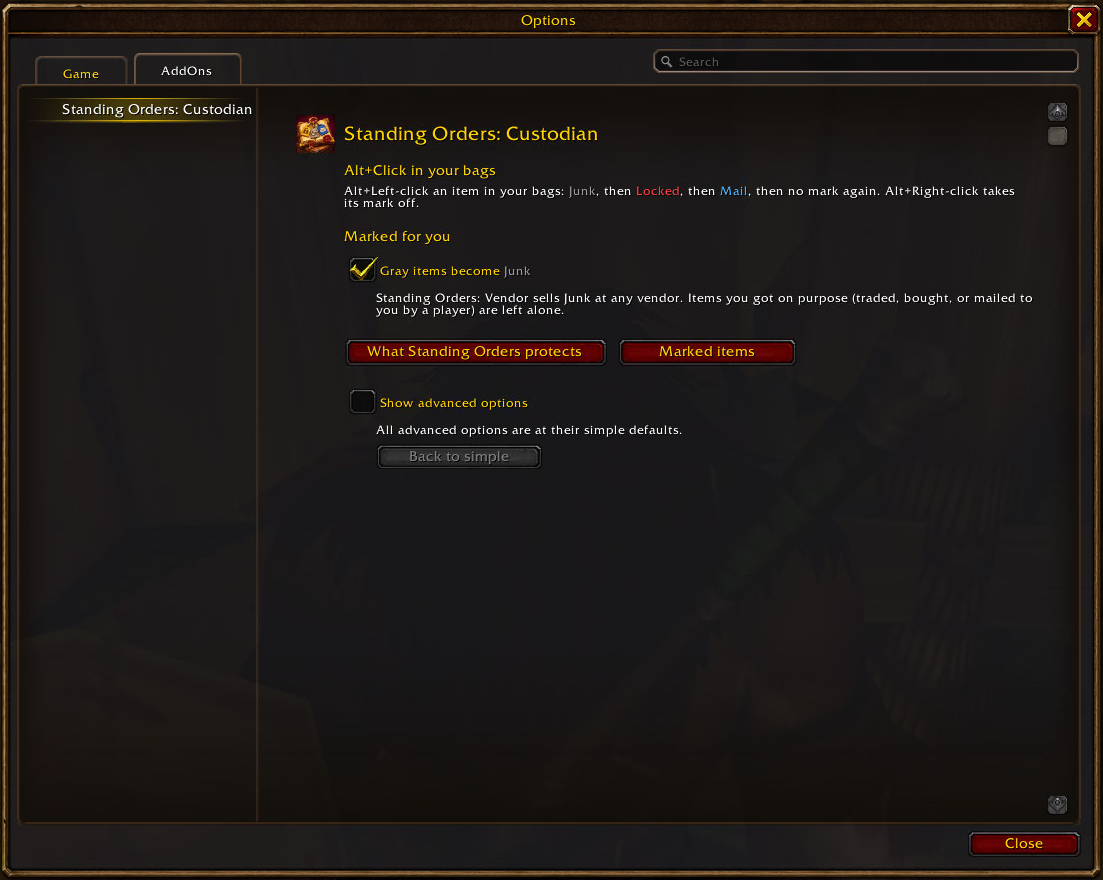 Options
Game
AddOns
Search
Standing Orders: Custodian
Standing Orders: Custodian
Alt+Click in your bags
Alt+Left-click an item in your bags: Junk, then Locked, then Mail, then no mark again. Alt+Right-click takes
its mark off.
Marked for you
Gray items become Junk
Standing Orders: Vendor sells Junk at any vendor. Items you got on purpose (traded, bought, or mailed to
you by a player) are left alone.
What Standing Orders protects
Marked items
Show advanced options
All advanced options are at their simple defaults.
Back to simple
Close